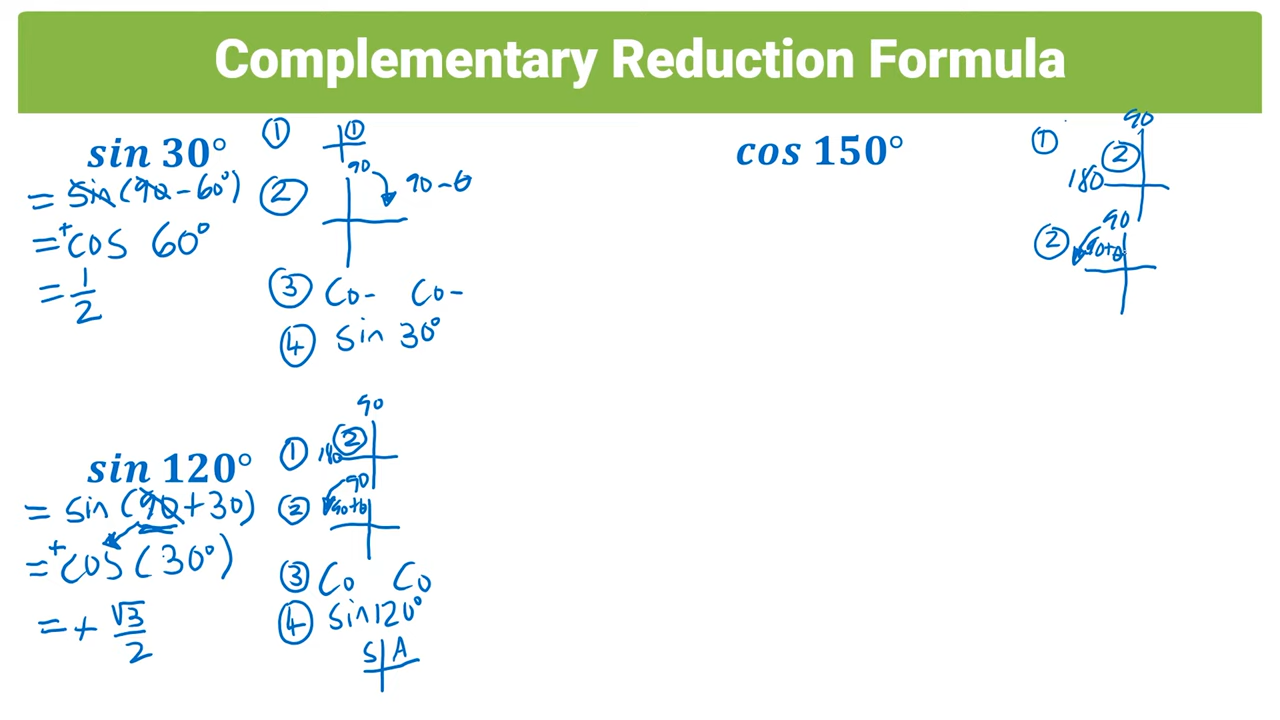 Complementary Reduction Formula
sin 30°
= sin(90 - 60°)
= +cos 60°
= 1/2
① ①
② 90 90 - θ
③ Co- Co-
④ sin 30°
sin 120°
= sin (90 + 30)
= +cos (30°)
= + √3/2
① 90 180 ②
② 90 90+θ
③ Co Co
④ sin 120°
S A
cos 150°
① 90 180 ②
② 90 90+θ